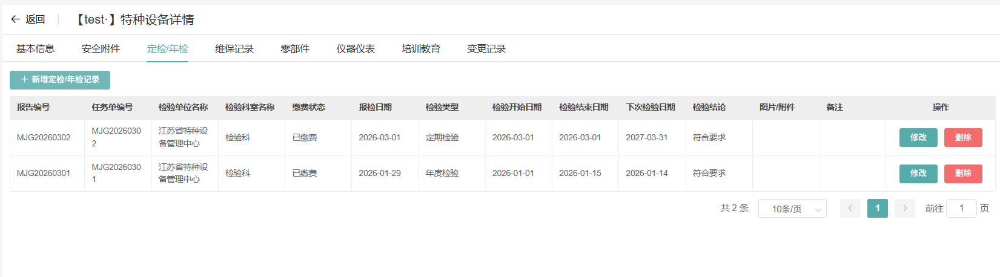 返回 【test·】特种设备详情
基本信息 安全附件 定检/年检 维保记录 零部件 仪器仪表 培训教育 变更记录
新增定检/年检记录
报告编号 任务单编号 检验单位名称 检验科室名称 缴费状态 报检日期 检验类型 检验开始日期 检验结束日期 下次检验日期 检验结论 图片/附件 备注 操作
MJG20260302 MJG2026030 江苏省特种设 检验科 已缴费 2026-03-01 定期检验 2026-03-01 2026-03-01 2027-03-31 符合要求 修改 删除
2 备管理中心
MJG20260301 MJG2026030 江苏省特种设 检验科 已缴费 2026-01-29 年度检验 2026-01-01 2026-01-15 2026-01-14 符合要求 修改 删除
1 备管理中心
共 2 条 10条/页 1 前往 1 页